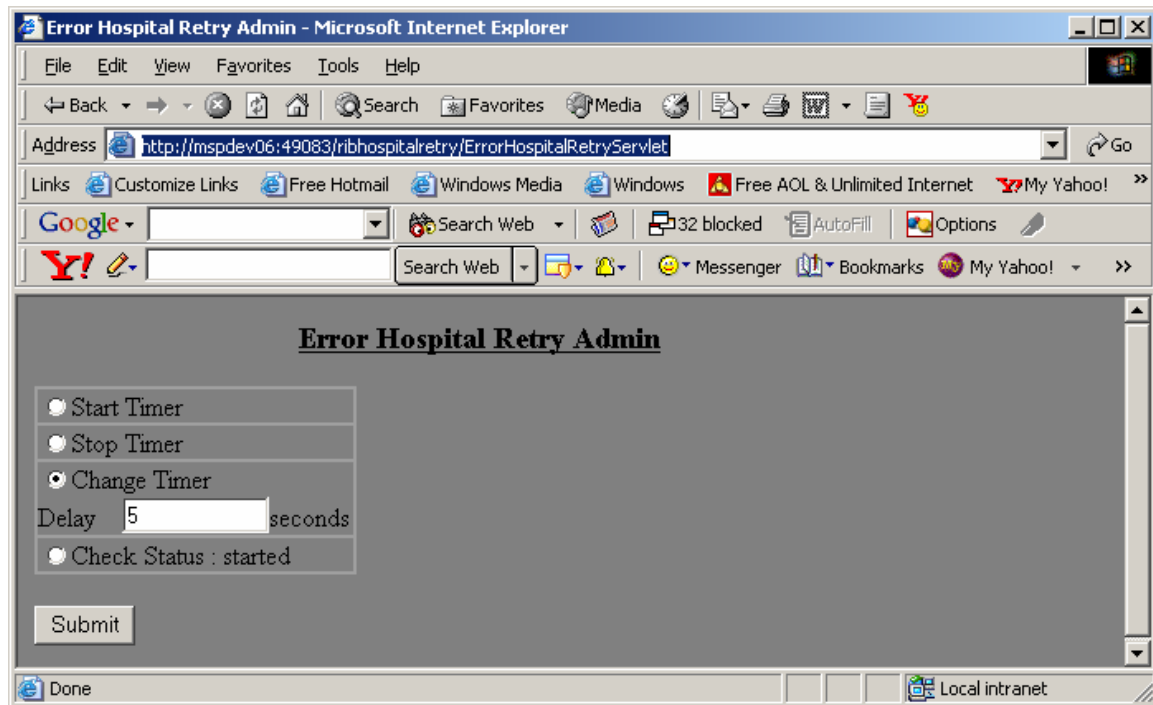 Error Hospital Retry Admin - Microsoft Internet Explorer
File Edit View Favorites Tools Help
Back Search Favorites Media
Address http://mspdev06:49083/ribhospitalretry/ErrorHospitalRetryServlet Go
Links Customize Links Free Hotmail Windows Media Windows Free AOL & Unlimited Internet My Yahoo! »
Google Search Web 32 blocked AutoFill Options
Y! Search Web Messenger Bookmarks My Yahoo! »
Error Hospital Retry Admin
Start Timer
Stop Timer
Change Timer
Delay 5 seconds
Check Status : started
Submit
Done Local intranet